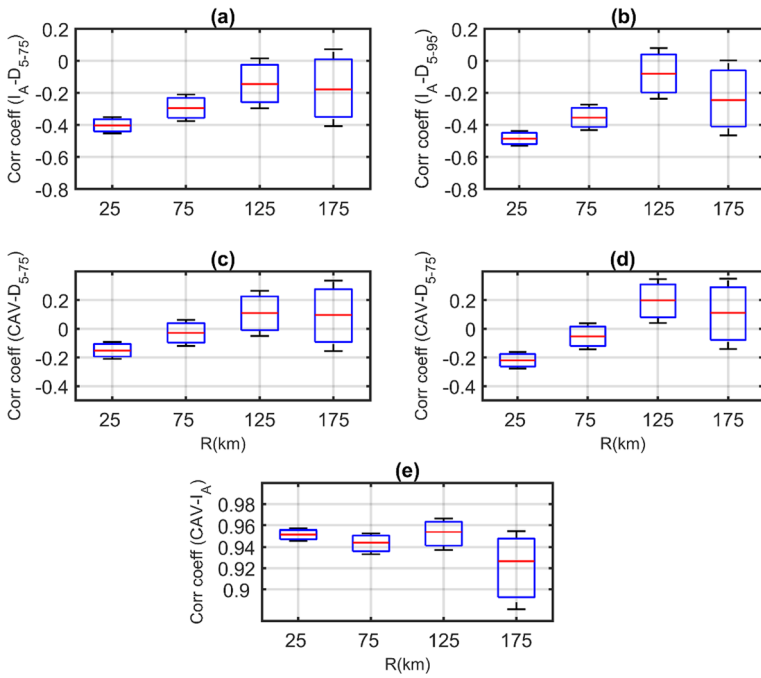 (a)
Corr coeff (I_A-D_5-75)
0.2
0
-0.2
-0.4
-0.6
-0.8
25 75 125 175
(b)
Corr coeff (I_A-D_5-95)
0.2
0
-0.2
-0.4
-0.6
-0.8
25 75 125 175
(c)
Corr coeff (CAV-D_5-75)
0.2
0
-0.2
-0.4
25 75 125 175
R(km)
(d)
Corr coeff (CAV-D_5-75)
0.2
0
-0.2
-0.4
25 75 125 175
R(km)
(e)
Corr coeff (CAV-I_A)
0.98
0.96
0.94
0.92
0.9
25 75 125 175
R(km)